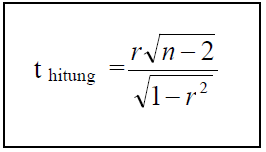 t hitung = r√n − 2 / √1 − r²